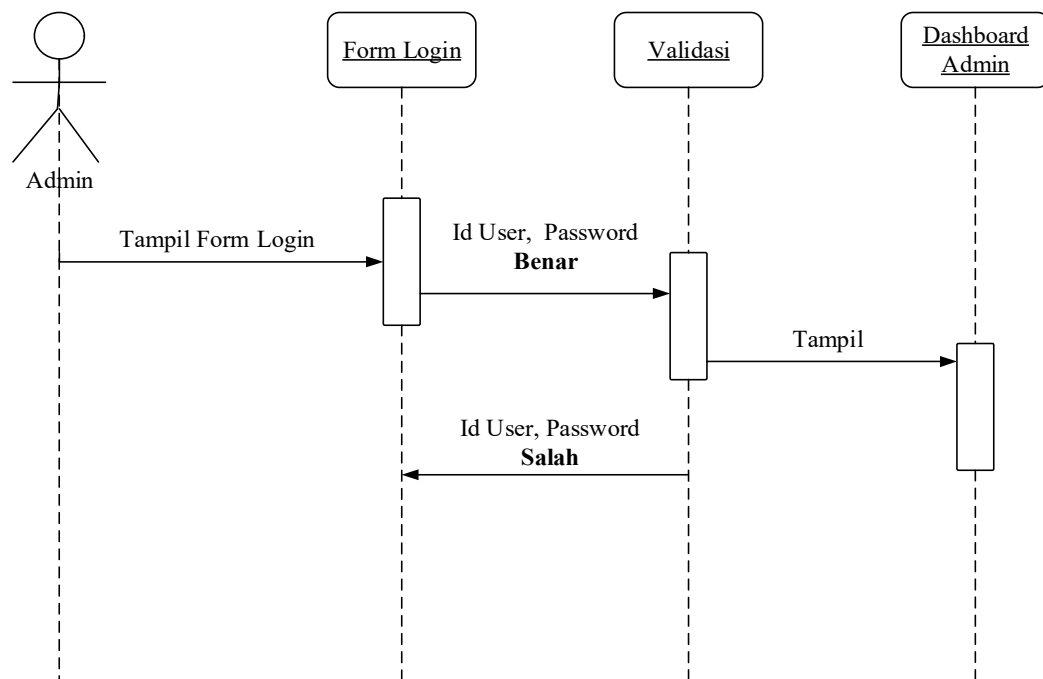 Form Login
Validasi
Dashboard
Admin
Admin
Tampil Form Login
Id User, Password
Benar
Tampil
Id User, Password
Salah